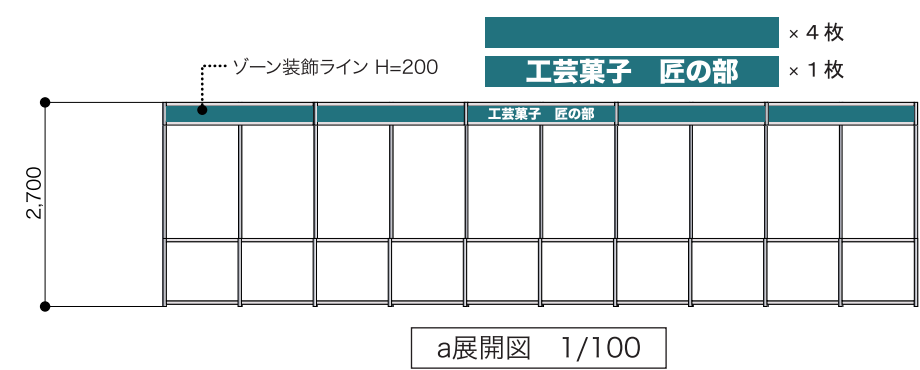 × 4 枚
工芸菓子　匠の部 × 1 枚
ゾーン装飾ライン H=200
工芸菓子　匠の部
2,700
a展開図　1/100